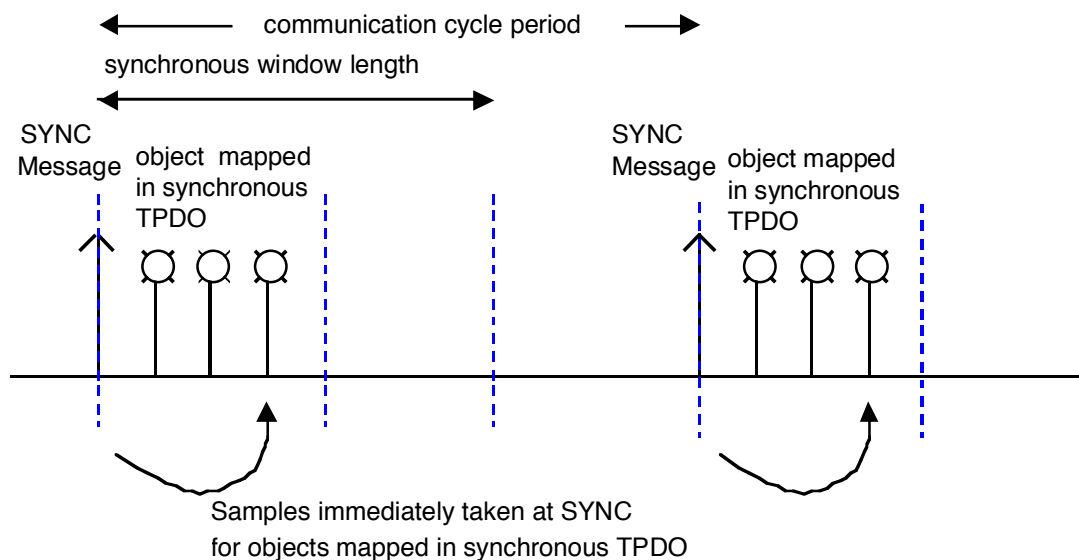 communication cycle period
synchronous window length
SYNC
Message
object mapped
in synchronous
TPDO
SYNC
Message
object mapped
in synchronous
TPDO
Samples immediately taken at SYNC
for objects mapped in synchronous TPDO